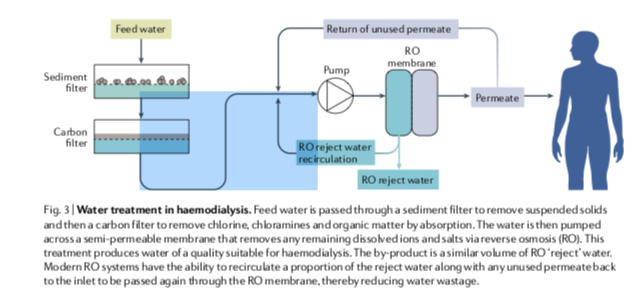 Feed water
Return of unused permeate
RO
membrane
Sediment
filter
Pump
Permeate
Carbon
filter
RO reject water
recirculation
RO reject water
Fig. 3 | Water treatment in haemodialysis. Feed water is passed through a sediment filter to remove suspended solids
and then a carbon filter to remove chlorine, chloramines and organic matter by absorption. The water is then pumped
across a semi-permeable membrane that removes any remaining dissolved ions and salts via reverse osmosis (RO). This
treatment produces water of a quality suitable for haemodialysis. The by-product is a similar volume of RO ‘reject’ water.
Modern RO systems have the ability to recirculate a proportion of the reject water along with any unused permeate back
to the inlet to be passed again through the RO membrane, thereby reducing water wastage.